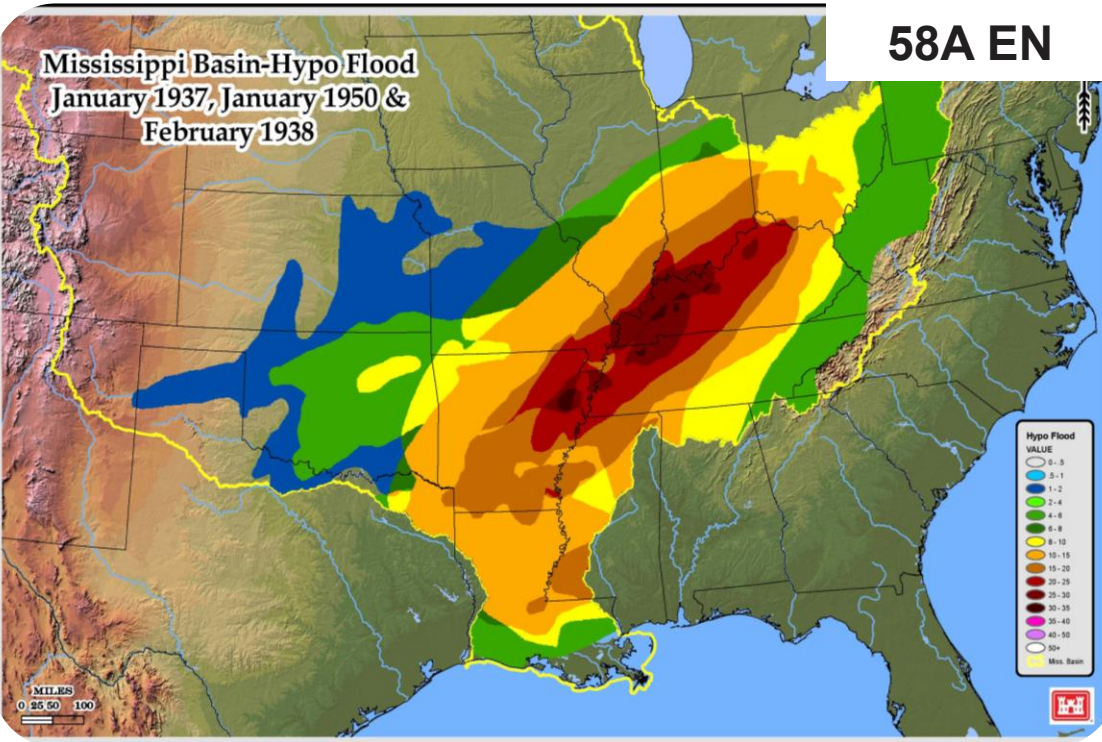 58A EN
Mississippi Basin-Hypo Flood
January 1937, January 1950 &
February 1938
Hypo Flood
VALUE
0 - .5
.5 - 1
1 - 2
2 - 4
4 - 6
6 - 8
8 - 10
10 - 15
15 - 20
20 - 25
25 - 30
30 - 35
35 - 40
40 - 50
50+
Miss. Basin
MILES
0 25 50 100